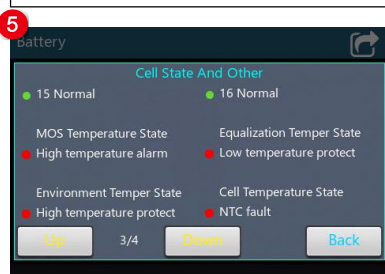 5
Battery
Cell State And Other
15 Normal
16 Normal
MOS Temperature State
Equalization Temper State
High temperature alarm
Low temperature protect
Environment Temper State
Cell Temperature State
High temperature protect
NTC fault
Up
3/4
Down
Back